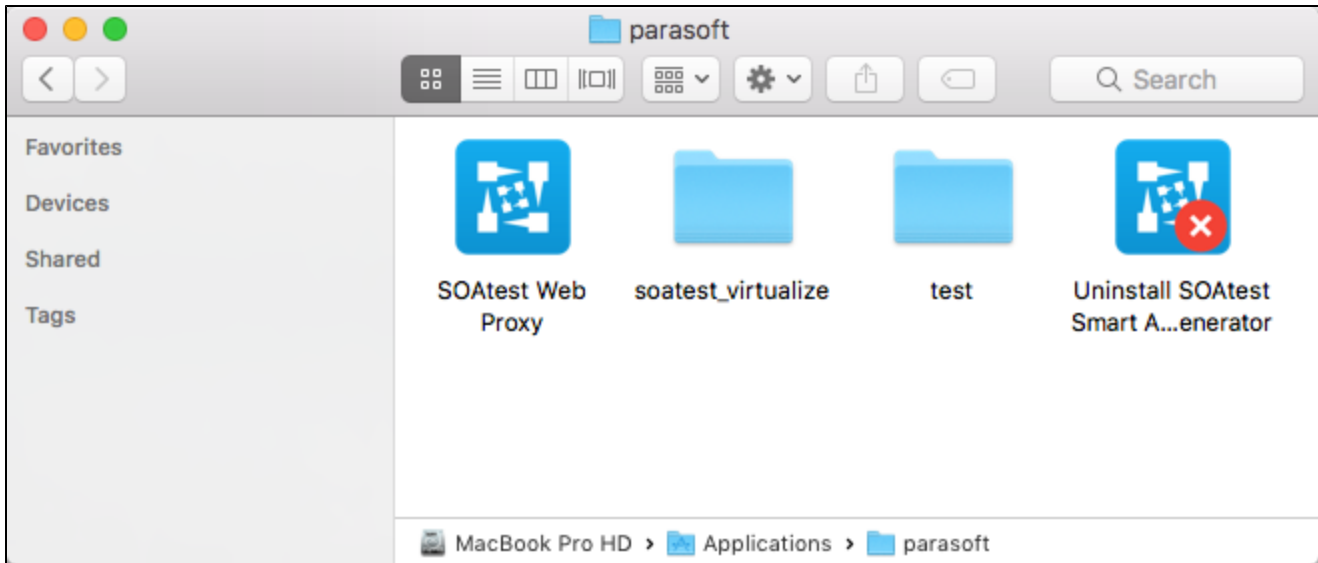 parasoft
Search
Favorites
Devices
Shared
Tags
SOAtest Web
Proxy
soatest_virtualize
test
Uninstall SOAtest
Smart A...enerator
MacBook Pro HD › Applications › parasoft